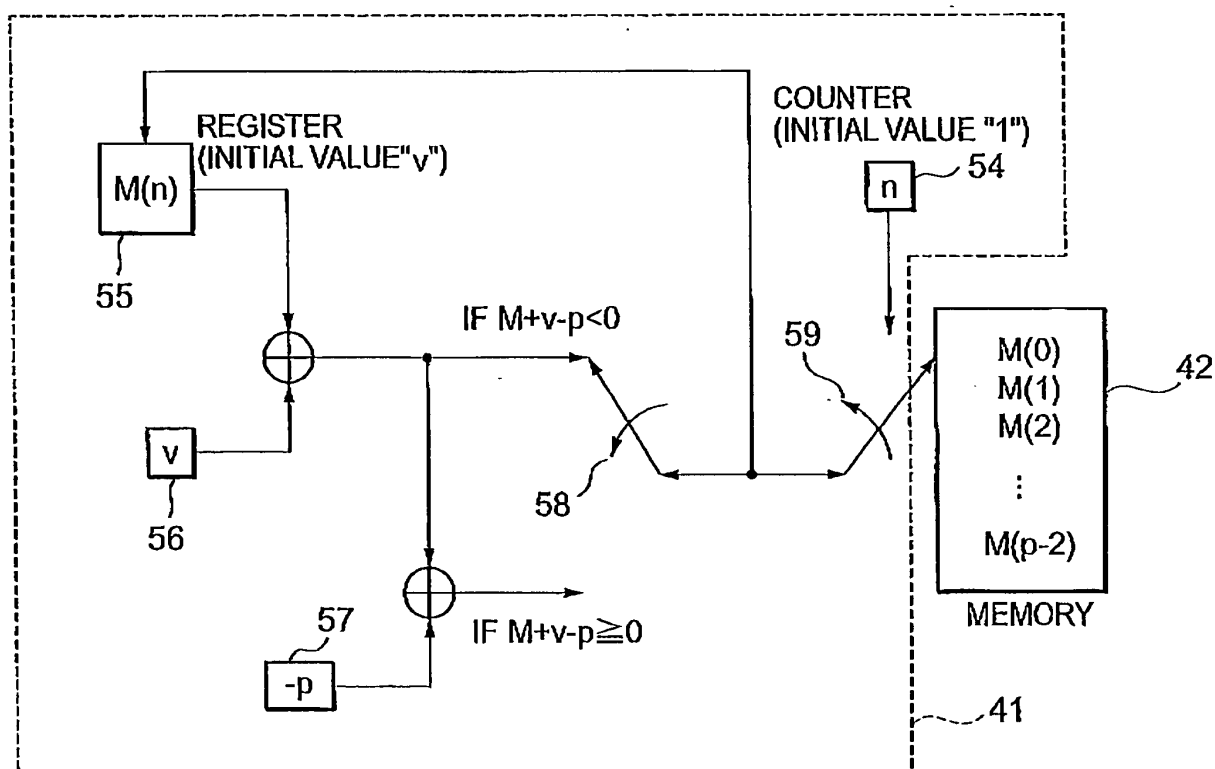 COUNTER
(INITIAL VALUE "1")
54
n
REGISTER
(INITIAL VALUE"v")
M(n)
55
IF M+v-p<0
59
M(0)
M(1)
M(2)
⋮
M(p-2)
42
MEMORY
v
56
58
57
-p
IF M+v-p≧0
41